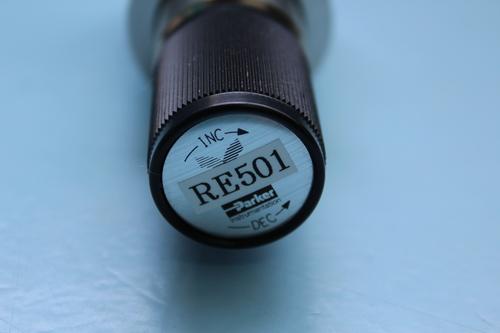 INC
RE501
Parker
Instrumentation
DEC